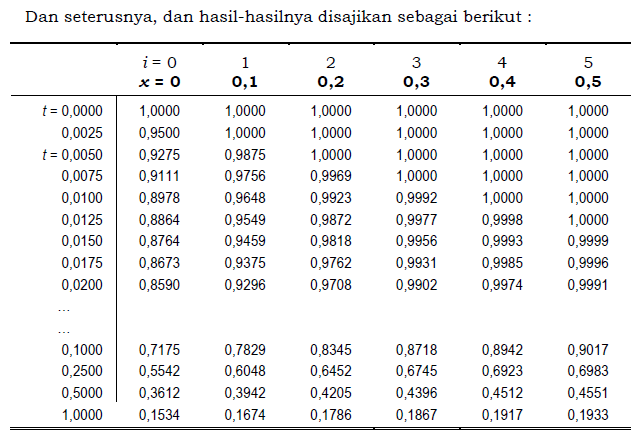 Dan seterusnya, dan hasil-hasilnya disajikan sebagai berikut :
i = 0 1 2 3 4 5
x = 0 0,1 0,2 0,3 0,4 0,5
t = 0,0000 1,0000 1,0000 1,0000 1,0000 1,0000 1,0000
0,0025 0,9500 1,0000 1,0000 1,0000 1,0000 1,0000
t = 0,0050 0,9275 0,9875 1,0000 1,0000 1,0000 1,0000
0,0075 0,9111 0,9756 0,9969 1,0000 1,0000 1,0000
0,0100 0,8978 0,9648 0,9923 0,9992 1,0000 1,0000
0,0125 0,8864 0,9549 0,9872 0,9977 0,9998 1,0000
0,0150 0,8764 0,9459 0,9818 0,9956 0,9993 0,9999
0,0175 0,8673 0,9375 0,9762 0,9931 0,9985 0,9996
0,0200 0,8590 0,9296 0,9708 0,9902 0,9974 0,9991
...
...
0,1000 0,7175 0,7829 0,8345 0,8718 0,8942 0,9017
0,2500 0,5542 0,6048 0,6452 0,6745 0,6923 0,6983
0,5000 0,3612 0,3942 0,4205 0,4396 0,4512 0,4551
1,0000 0,1534 0,1674 0,1786 0,1867 0,1917 0,1933